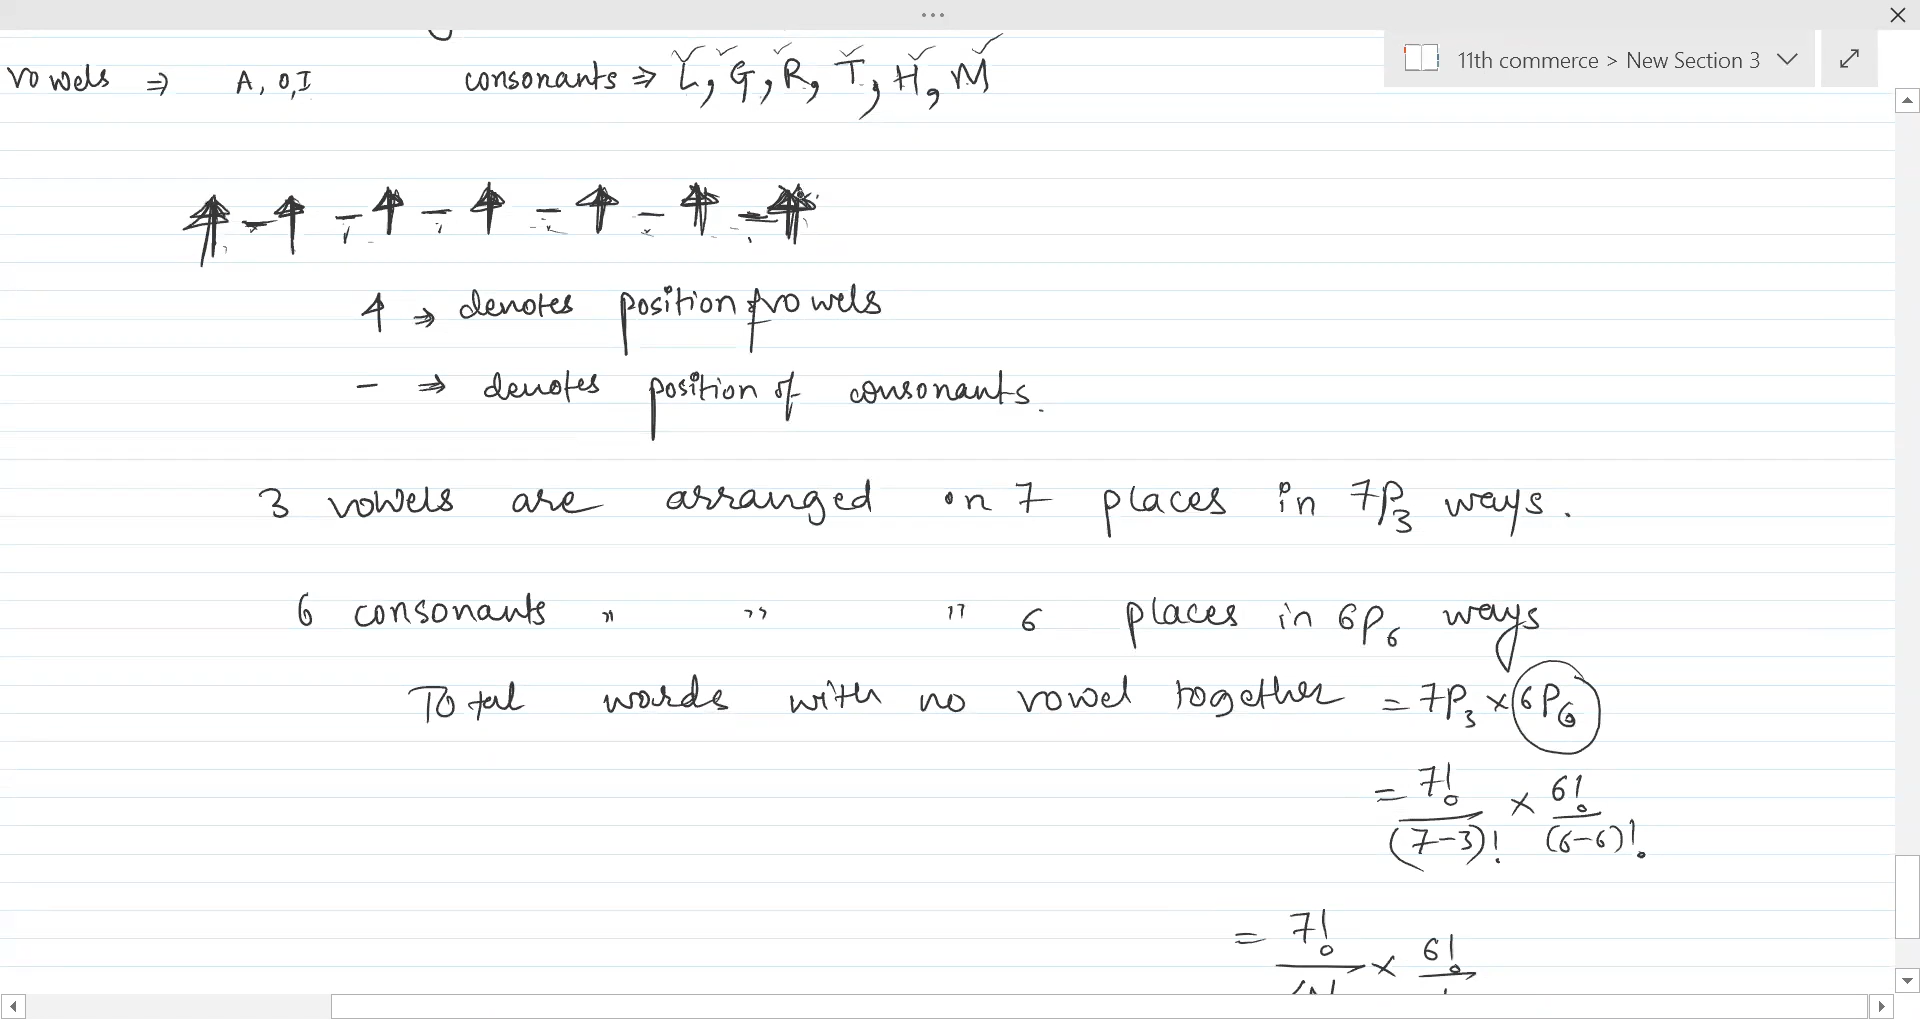 11th commerce > New Section 3
vowels ⇒ A, O, I consonants ⇒ L, G, R, T, H, M
↑ - ↑ - ↑ - ↑ - ↑ - ↑ - ↑
↑ ⇒ denotes position of vowels
- ⇒ denotes position of consonants.
3 vowels are arranged on 7 places in 7P₃ ways.
6 consonants " " " 6 places in 6P₆ ways
Total words with no vowel together = 7P₃ × 6P₆
= 7!/(7-3)! × 6!/(6-6)!
= 7! × 6!